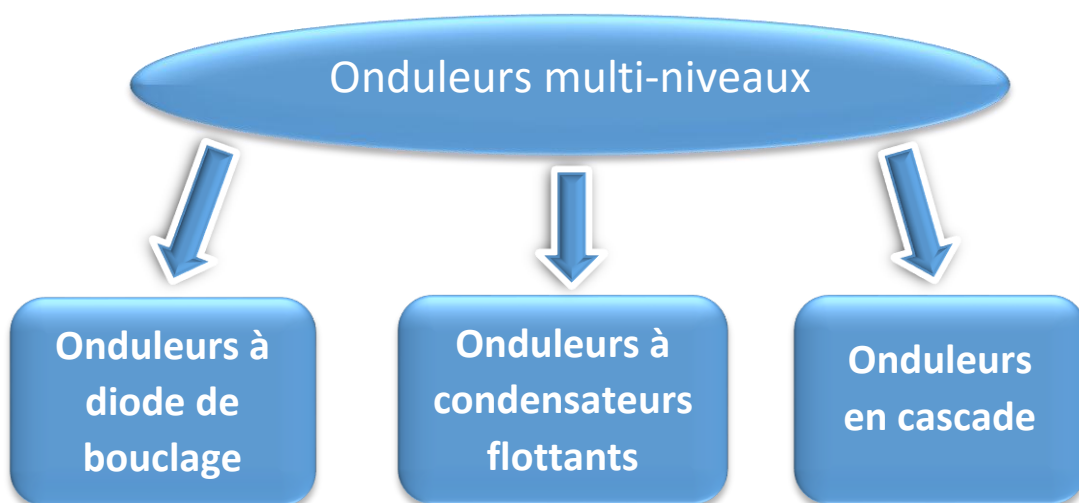 Onduleurs multi-niveaux
Onduleurs à
diode de
bouclage
Onduleurs à
condensateurs
flottants
Onduleurs
en cascade